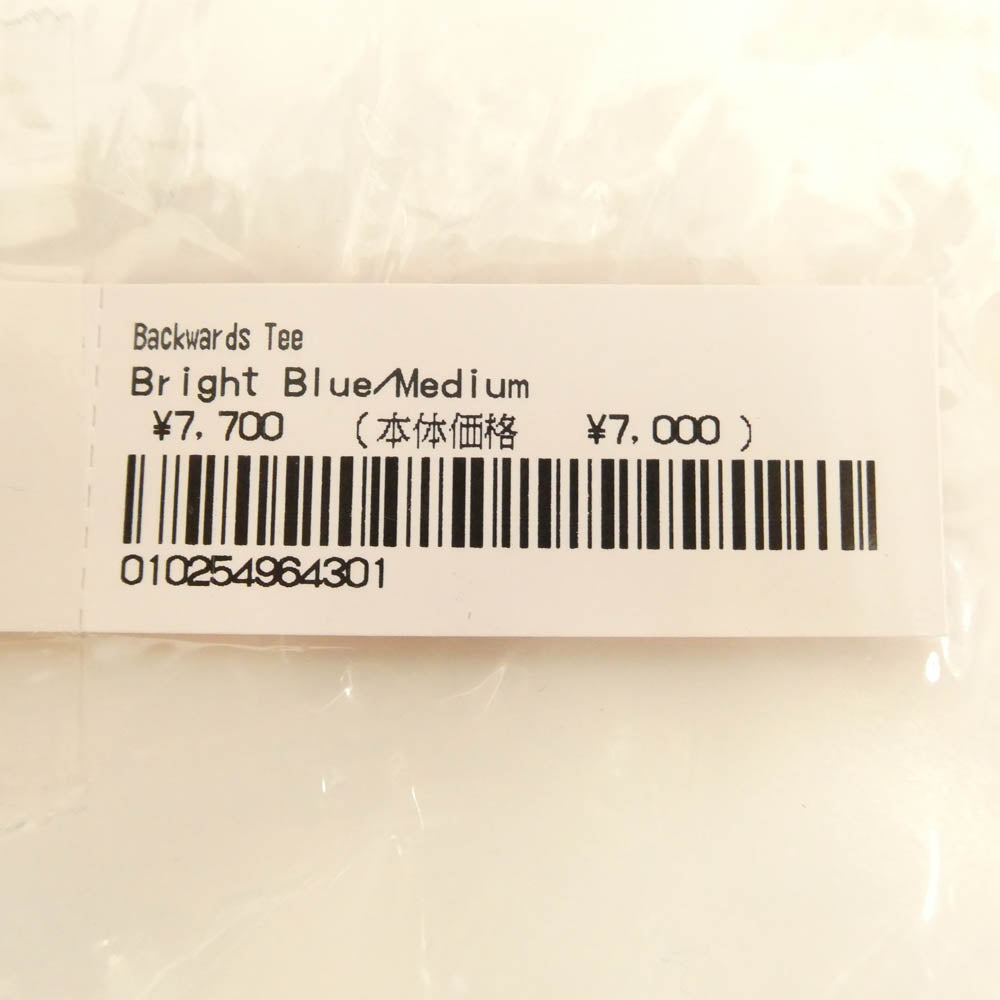 Backwards Tee
Bright Blue/Medium
¥7,700 (本体価格 ¥7,000 )
010254964301